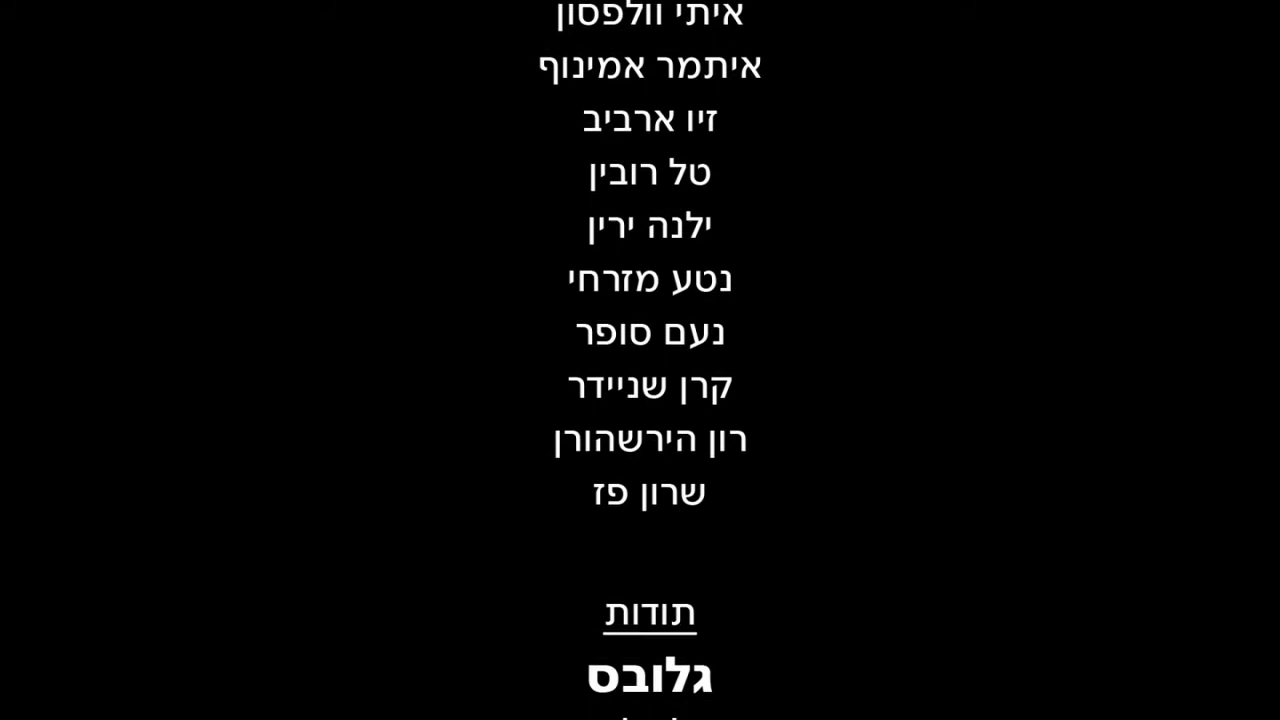 איתי וולפסון
איתמר אמינוף
זיו ארביב
טל רובין
ילנה ירין
נטע מזרחי
נעם סופר
קרן שניידר
רון הירשהורן
שרון פז
תודות
גלובס